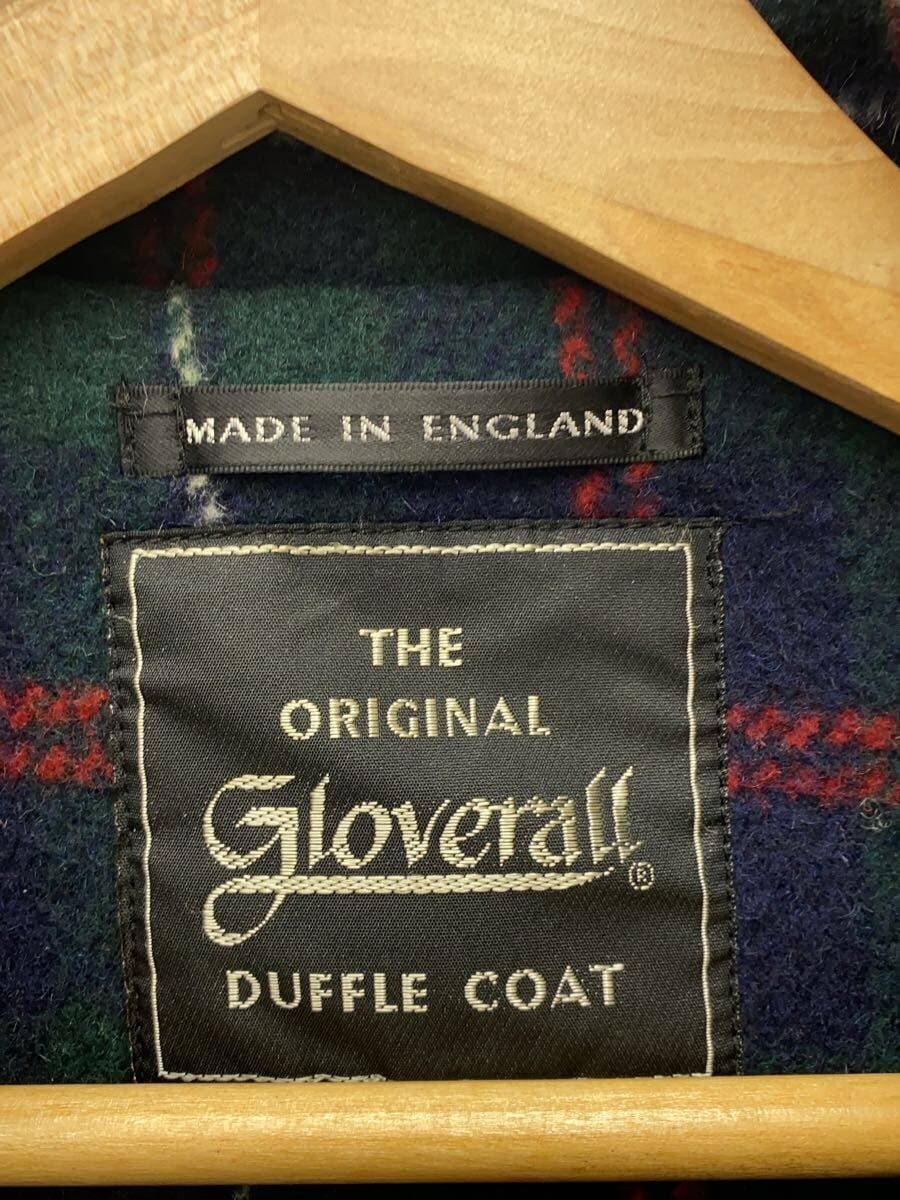 MADE IN ENGLAND
THE
ORIGINAL
Gloverall®
DUFFLE COAT